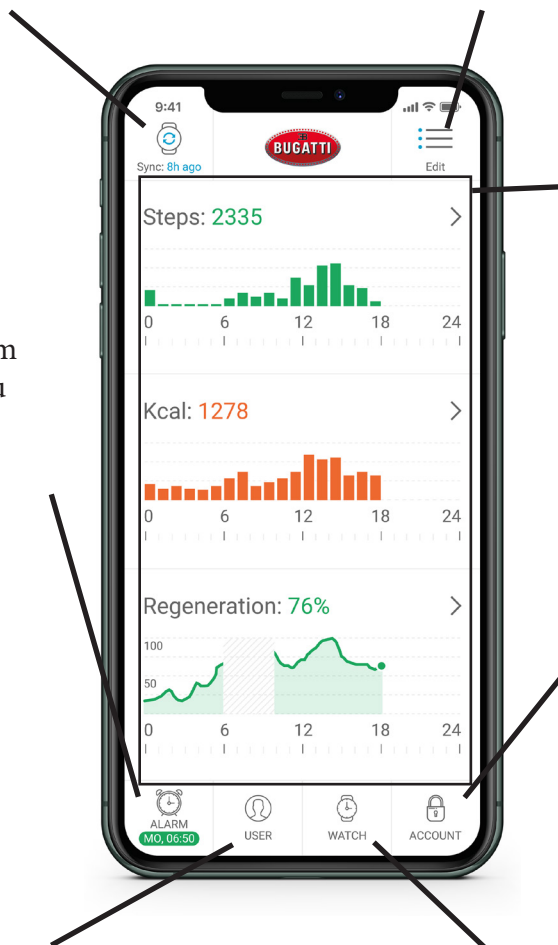 9:41
BUGATTI
Sync: 8h ago
Edit
Steps: 2335
0 6 12 18 24
m
u
Kcal: 1278
0 6 12 18 24
Regeneration: 76%
100
50
0 6 12 18 24
ALARM
MO, 06:50
USER
WATCH
ACCOUNT